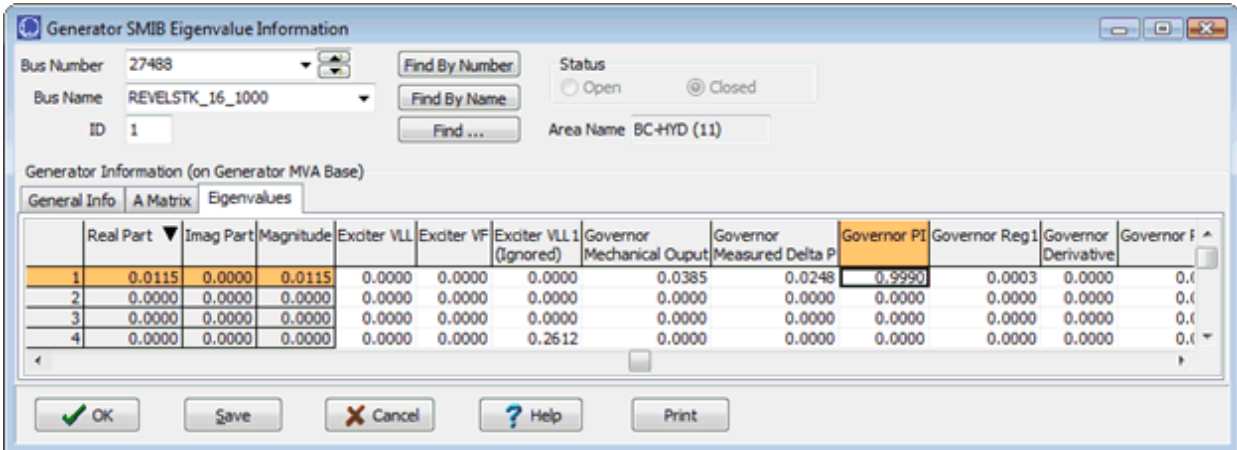 Generator SMIB Eigenvalue Information
Bus Number 27488 Find By Number Status
Open Closed
Bus Name REVELSTK_16_1000 Find By Name
ID 1 Find ... Area Name BC-HYD (11)
Generator Information (on Generator MVA Base)
General Info A Matrix Eigenvalues
Real Part Imag Part Magnitude Exciter VLL Exciter VF Exciter VLL1 Governor Governor Governor PI Governor Reg1 Governor Governor
(Ignored) Mechanical Ouput Measured Delta P Derivative
1 0.0115 0.0000 0.0115 0.0000 0.0000 0.0000 0.0385 0.0248 0.9990 0.0003 0.0000
2 0.0000 0.0000 0.0000 0.0000 0.0000 0.0000 0.0000 0.0000 0.0000 0.0000 0.0000
3 0.0000 0.0000 0.0000 0.0000 0.0000 0.0000 0.0000 0.0000 0.0000 0.0000 0.0000
4 0.0000 0.0000 0.0000 0.0000 0.0000 0.2612 0.0000 0.0000 0.0000 0.0000 0.0000
OK Save Cancel ? Help Print